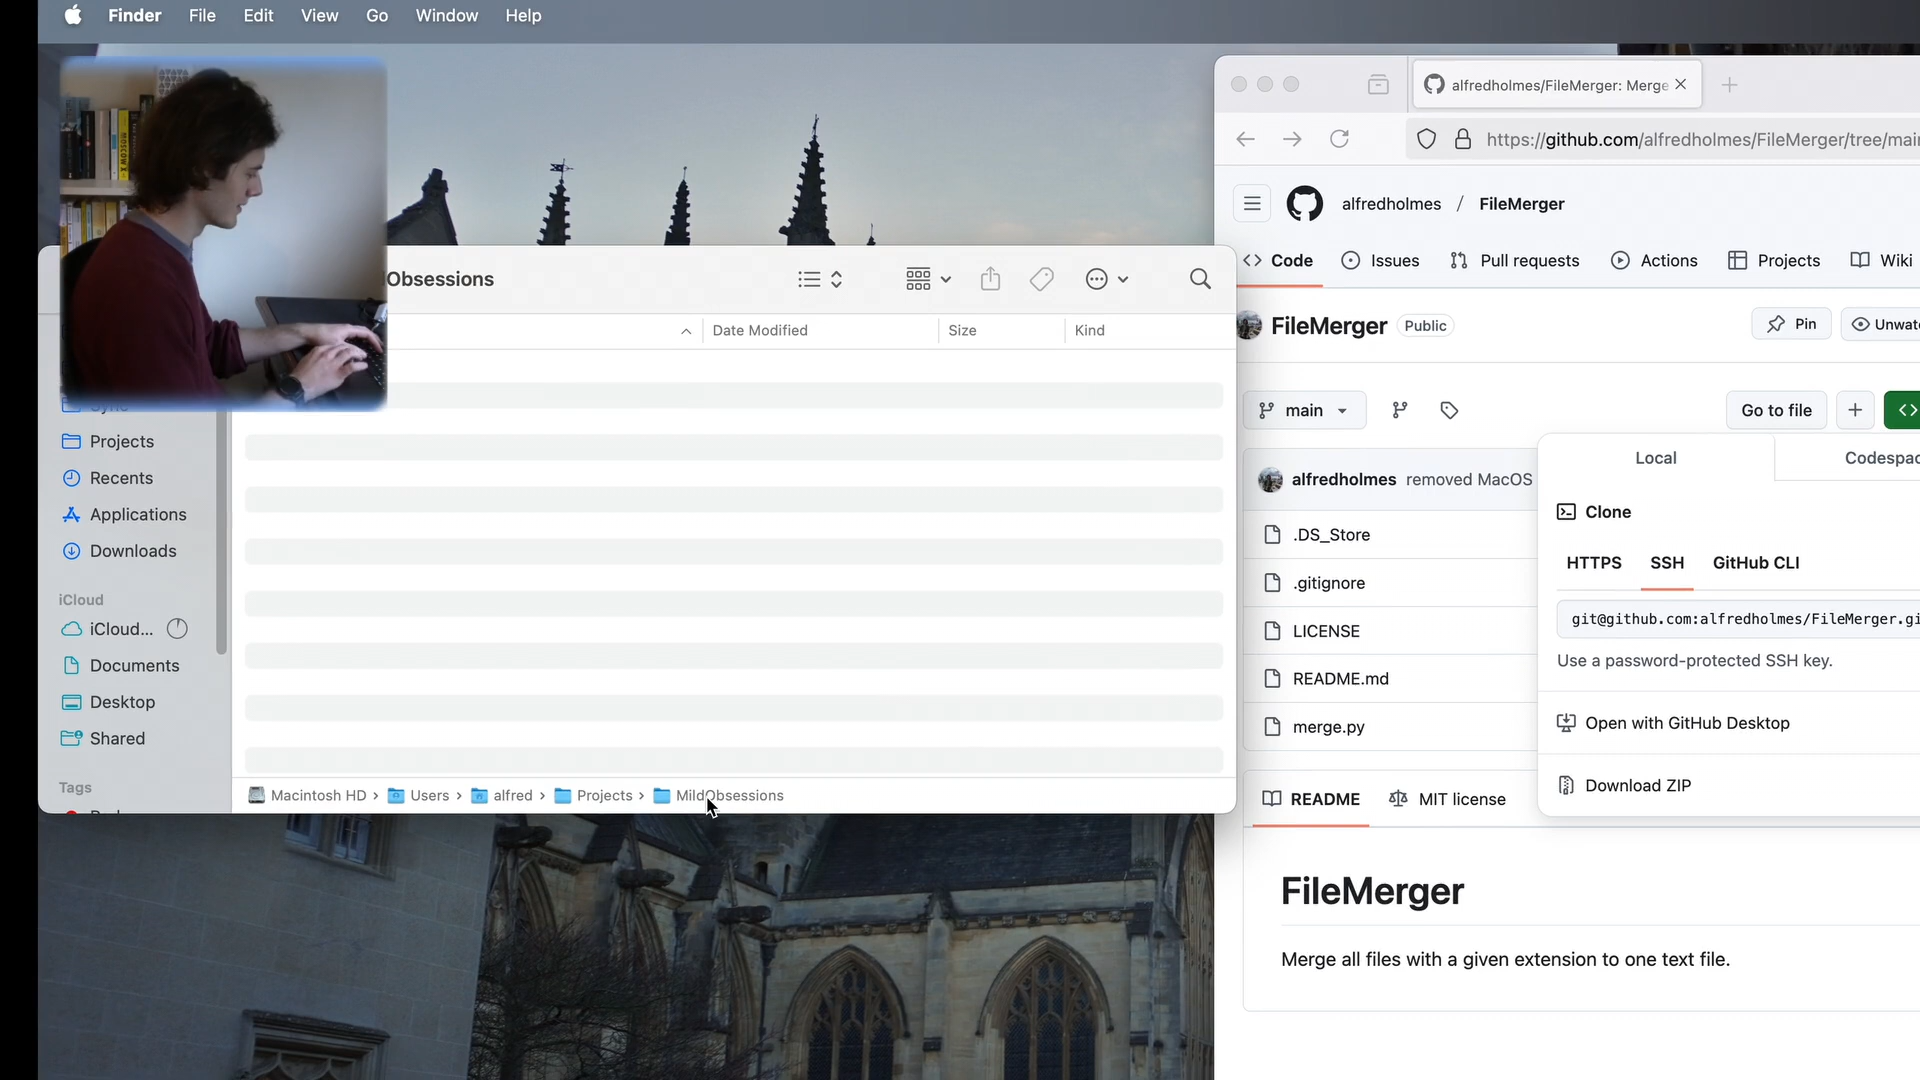 Finder File Edit View Go Window Help
alfredholmes/FileMerger: Merge
https://github.com/alfredholmes/FileMerger/tree/main
alfredholmes / FileMerger
Code Issues Pull requests Actions Projects Wiki
Obsessions
Date Modified Size Kind
FileMerger Public Pin Unwatc
main Go to file
Projects
Recents
Applications
Downloads
iCloud
iCloud...
Documents
Desktop
Shared
Tags
Macintosh HD › Users › alfred › Projects › MildObsessions
alfredholmes removed MacOS
.DS_Store
.gitignore
LICENSE
README.md
merge.py
Local Codespac
Clone
HTTPS SSH GitHub CLI
git@github.com:alfredholmes/FileMerger.gi
Use a password-protected SSH key.
Open with GitHub Desktop
Download ZIP
README MIT license
FileMerger
Merge all files with a given extension to one text file.